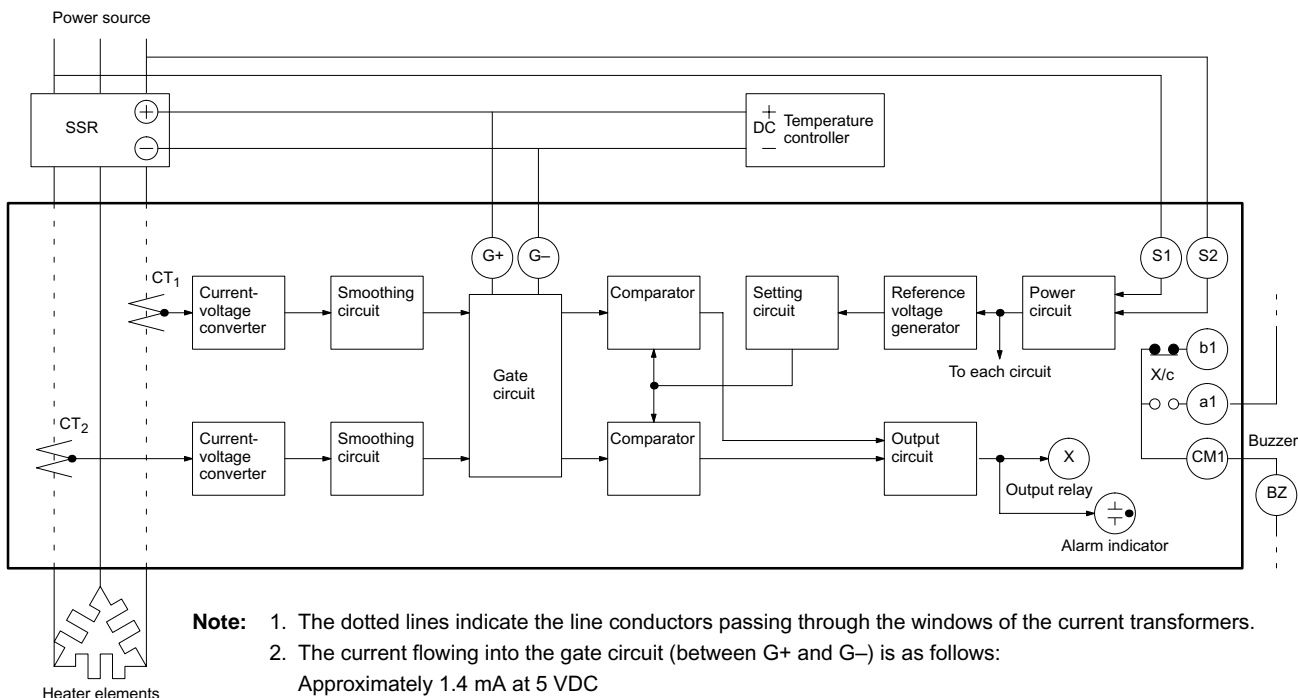 Power source
SSR
+
−
+
DC
−
Temperature
controller
G+
G–
S1
S2
CT1
Current-
voltage
converter
Smoothing
circuit
Gate
circuit
Comparator
Setting
circuit
Reference
voltage
generator
Power
circuit
To each circuit
b1
X/c
a1
CM1
Buzzer
BZ
CT2
Current-
voltage
converter
Smoothing
circuit
Comparator
Output
circuit
X
Output relay
Alarm indicator
Heater elements
Note: 1. The dotted lines indicate the line conductors passing through the windows of the current transformers.
2. The current flowing into the gate circuit (between G+ and G–) is as follows:
Approximately 1.4 mA at 5 VDC